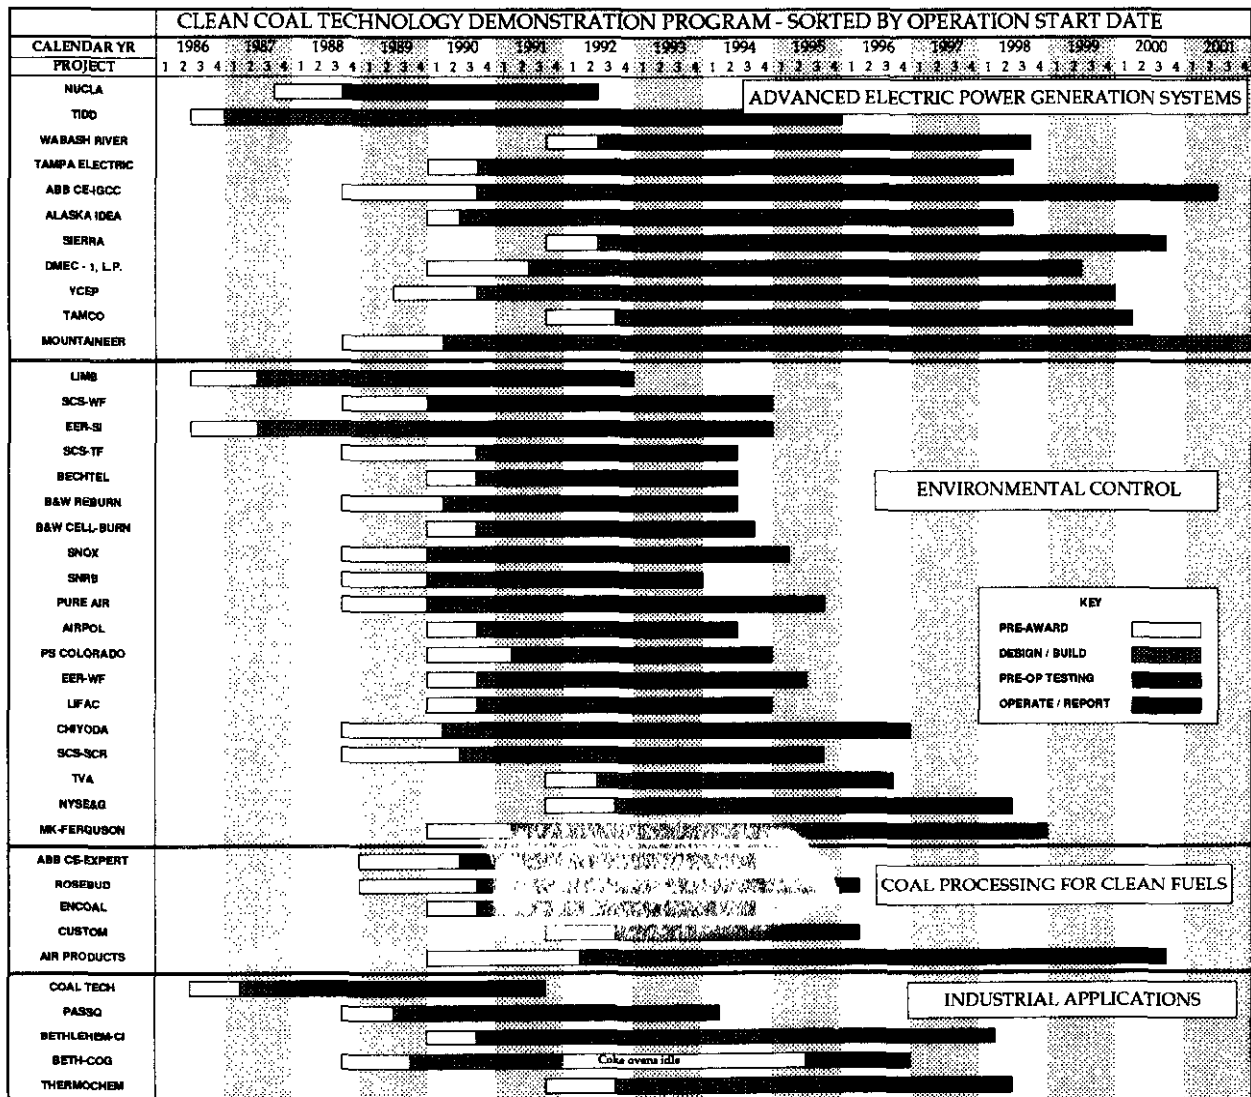 CLEAN COAL TECHNOLOGY DEMONSTRATION PROGRAM - SORTED BY OPERATION START DATE
CALENDAR YR 1986 1987 1988 1989 1990 1991 1992 1993 1994 1995 1996 1997 1998 1999 2000 2001
PROJECT 1 2 3 4 1 2 3 4 1 2 3 4 1 2 3 4 1 2 3 4 1 2 3 4 1 2 3 4 1 2 3 4 1 2 3 4 1 2 3 4 1 2 3 4 1 2 3 4 1 2 3 4 1 2 3 4 1 2 3 4 1 2 3 4
NUCLA
ADVANCED ELECTRIC POWER GENERATION SYSTEMS
TIDD
WABASH RIVER
TAMPA ELECTRIC
ABB CE-IGCC
ALASKA IDEA
SIERRA
DMEC - 1, L.P.
YCEP
TAMCO
MOUNTAINEER
LIMB
SCS-WF
EER-SI
SCS-TF
BECHTEL
ENVIRONMENTAL CONTROL
B&W REBURN
B&W CELL-BURN
SNOX
SNRB
PURE AIR
KEY
AIRPOL
PRE-AWARD
PS COLORADO
DESIGN / BUILD
EER-WF
PRE-OP TESTING
LIFAC
OPERATE / REPORT
CHIYODA
SCS-SCR
TVA
NYSE&G
MK-FERGUSON
ABB CE-EXPERT
ROSEBUD
COAL PROCESSING FOR CLEAN FUELS
ENCOAL
CUSTOM
AIR PRODUCTS
COAL TECH
INDUSTRIAL APPLICATIONS
PASSQ
BETHLEHEM-CI
BETH-COG Coke ovens idle
THERMOCHEM